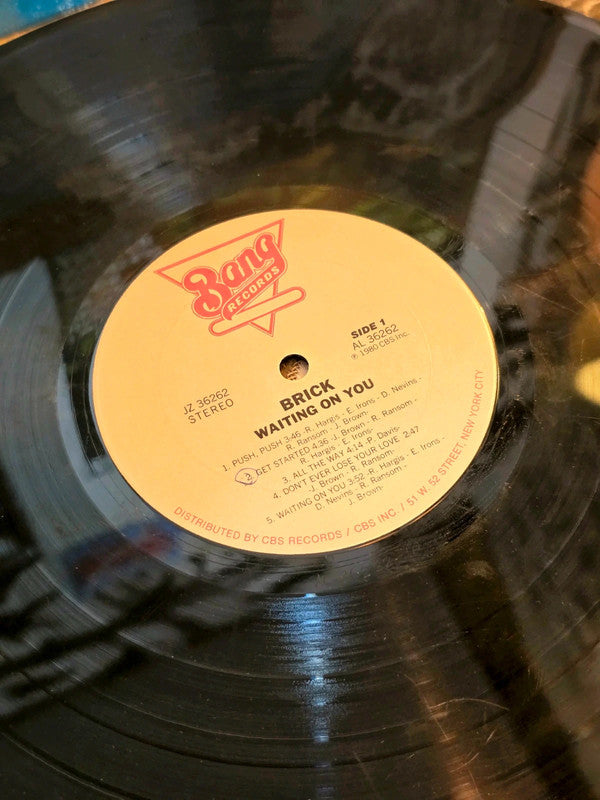 Bang
RECORDS
SIDE 1
AL 36262
℗ 1980 CBS Inc.
JZ 36262
STEREO
BRICK
WAITING ON YOU
1. PUSH, PUSH 3:46 -R. Hargis - E. Irons - D. Nevins -
R. Ransom - J. Brown-
2. GET STARTED 4:36 -J. Brown - R. Ransom -
R. Hargis - E. Irons-
3. ALL THE WAY 4:14 -P. Davis-
4. DON'T EVER LOSE YOUR LOVE 2:47
-J. Brown - R. Ransom-
5. WAITING ON YOU 3:52 -R. Hargis - E. Irons -
D. Nevins - R. Ransom -
J. Brown-
DISTRIBUTED BY CBS RECORDS / CBS INC. / 51 W. 52 STREET, NEW YORK CITY